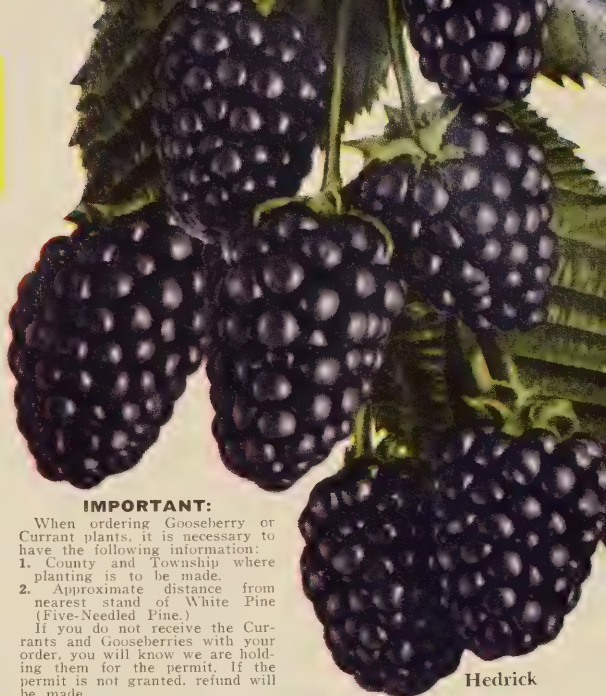 IMPORTANT:
When ordering Gooseberry or
Currant plants, it is necessary to
have the following information:
1. County and Township where
planting is to be made.
2. Approximate distance from
nearest stand of White Pine
(Five-Needled Pine.)
If you do not receive the Cur-
rants and Gooseberries with your
order, you will know we are hold-
ing them for the permit. If the
permit is not granted, refund will
be made
Hedrick